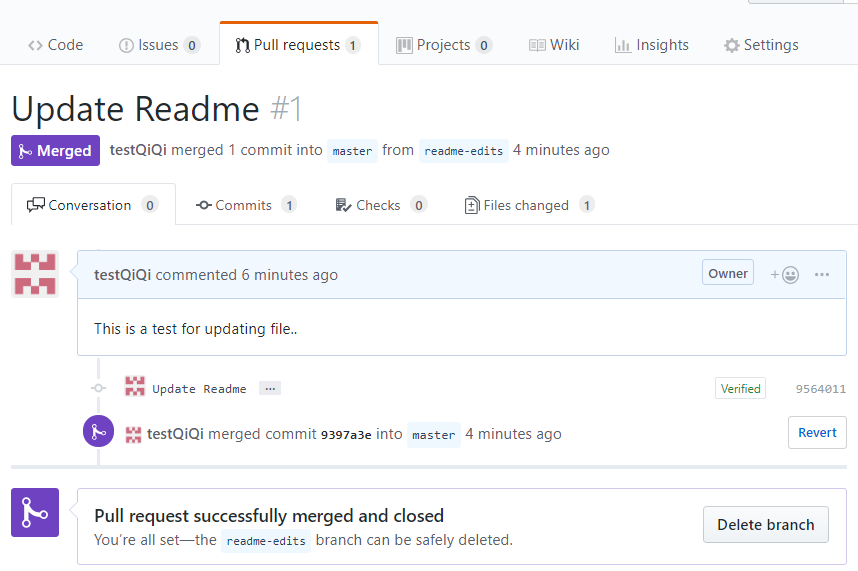 Code Issues 0 Pull requests 1 Projects 0 Wiki Insights Settings
Update Readme #1
Merged testQiQi merged 1 commit into master from readme-edits 4 minutes ago
Conversation 0 Commits 1 Checks 0 Files changed 1
testQiQi commented 6 minutes ago Owner
This is a test for updating file..
Update Readme ... Verified 9564011
testQiQi merged commit 9397a3e into master 4 minutes ago Revert
Pull request successfully merged and closed
You’re all set—the readme-edits branch can be safely deleted.
Delete branch